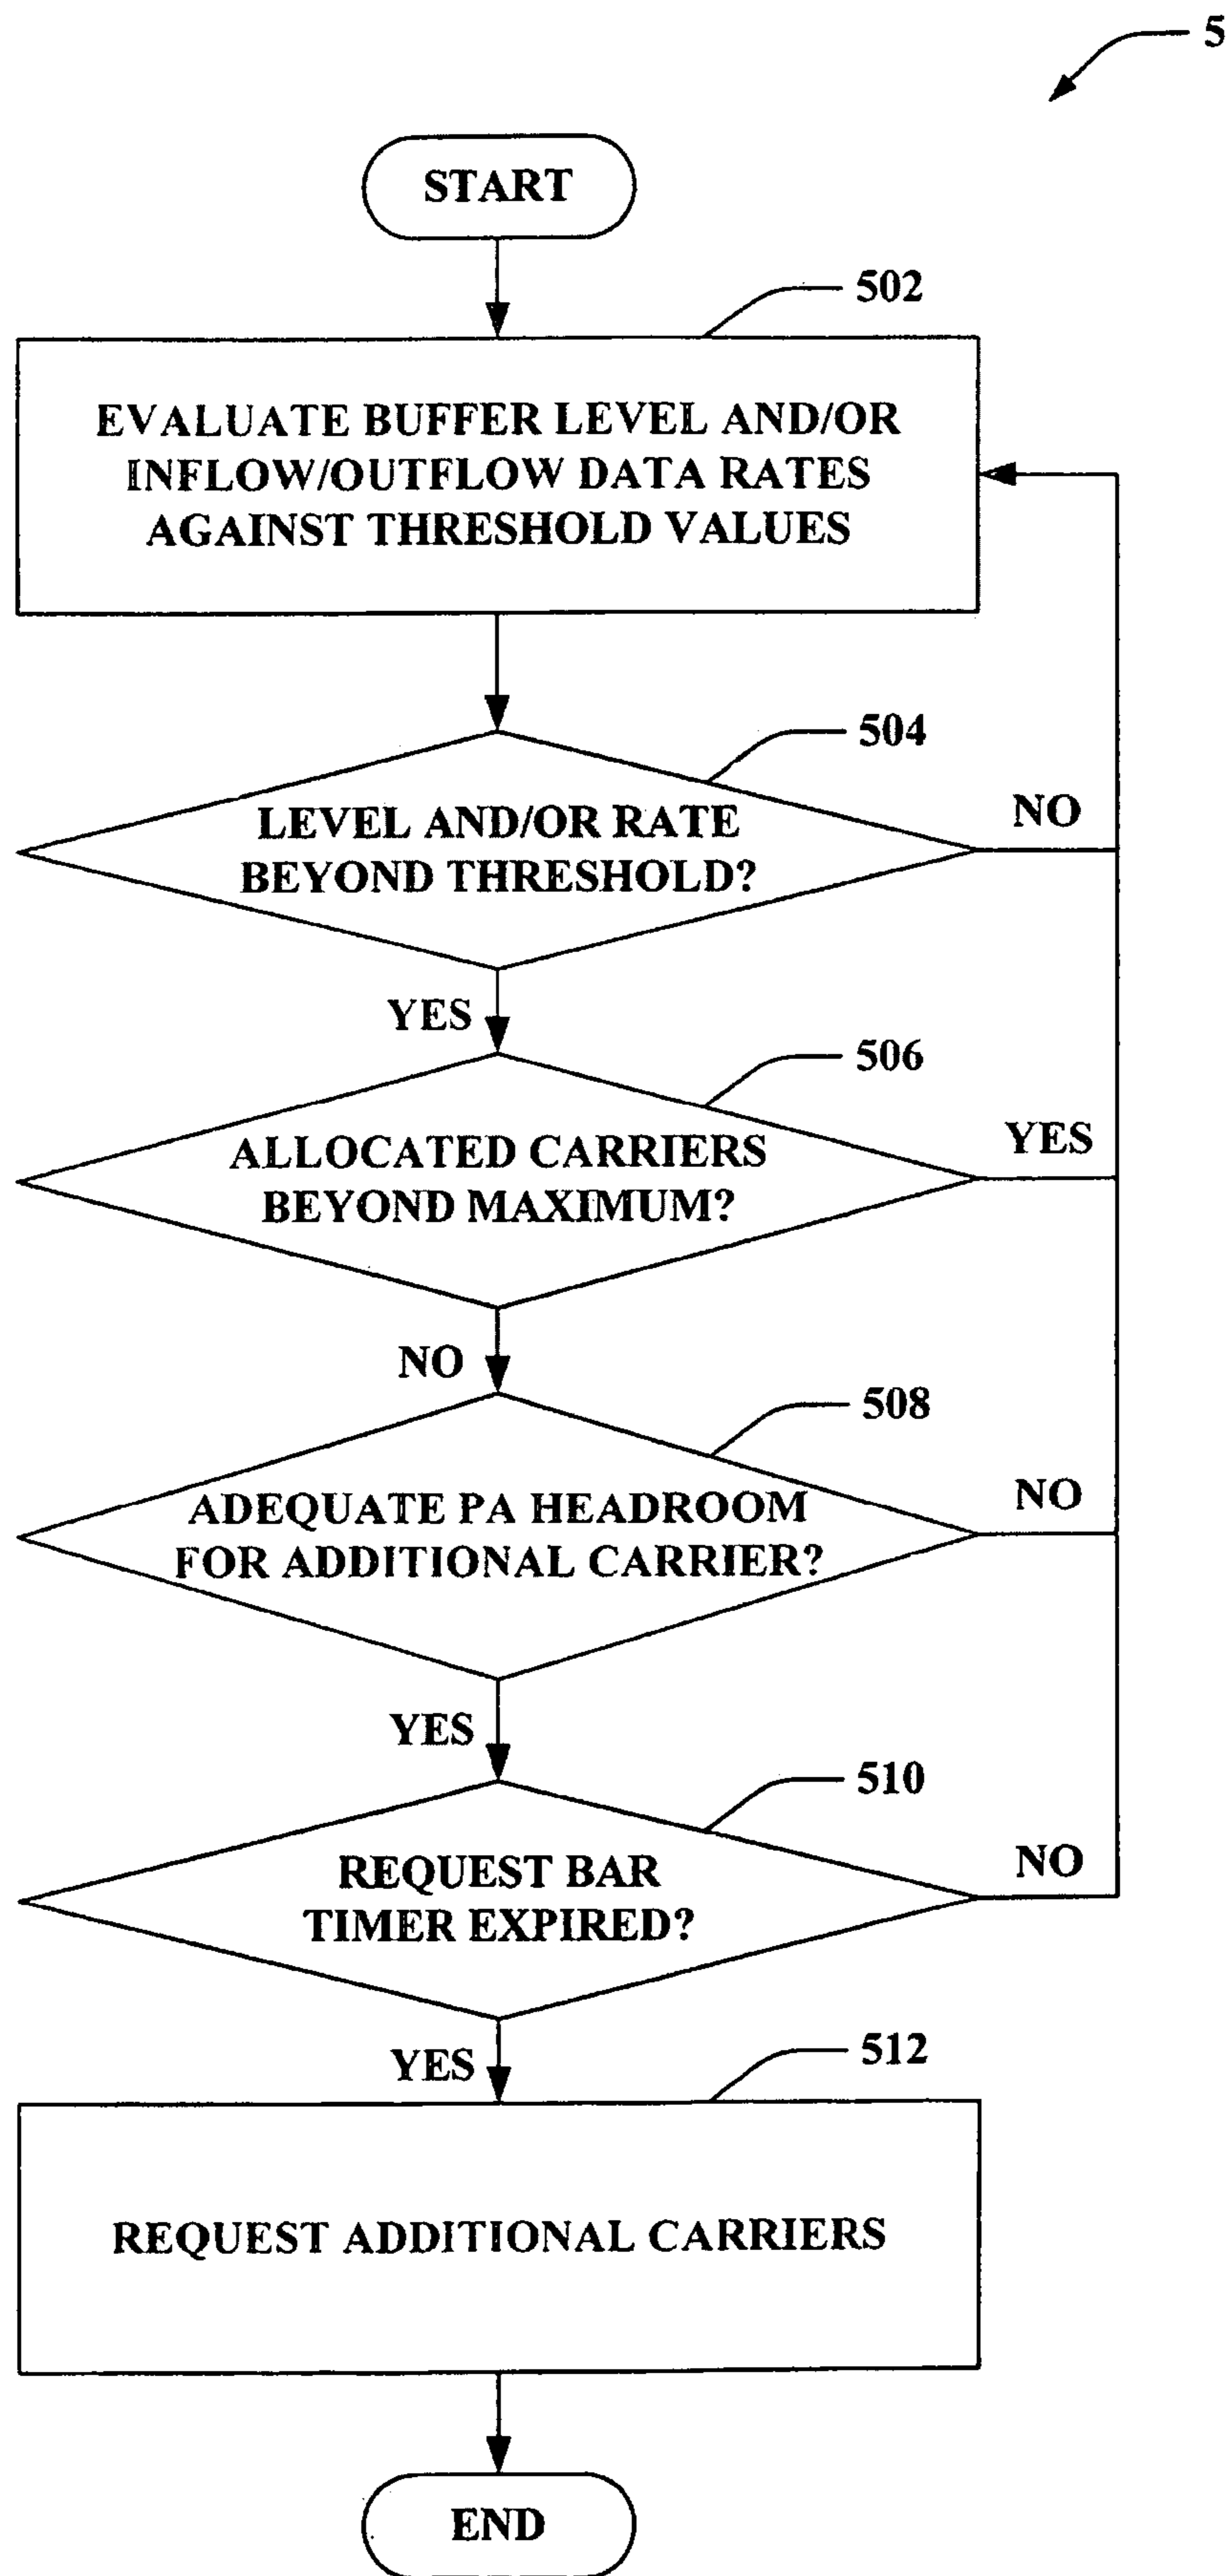 5
START
502
EVALUATE BUFFER LEVEL AND/OR
INFLOW/OUTFLOW DATA RATES
AGAINST THRESHOLD VALUES
504
LEVEL AND/OR RATE
BEYOND THRESHOLD?
NO
YES
506
ALLOCATED CARRIERS
BEYOND MAXIMUM?
YES
NO
508
ADEQUATE PA HEADROOM
FOR ADDITIONAL CARRIER?
NO
YES
510
REQUEST BAR
TIMER EXPIRED?
NO
YES
512
REQUEST ADDITIONAL CARRIERS
END